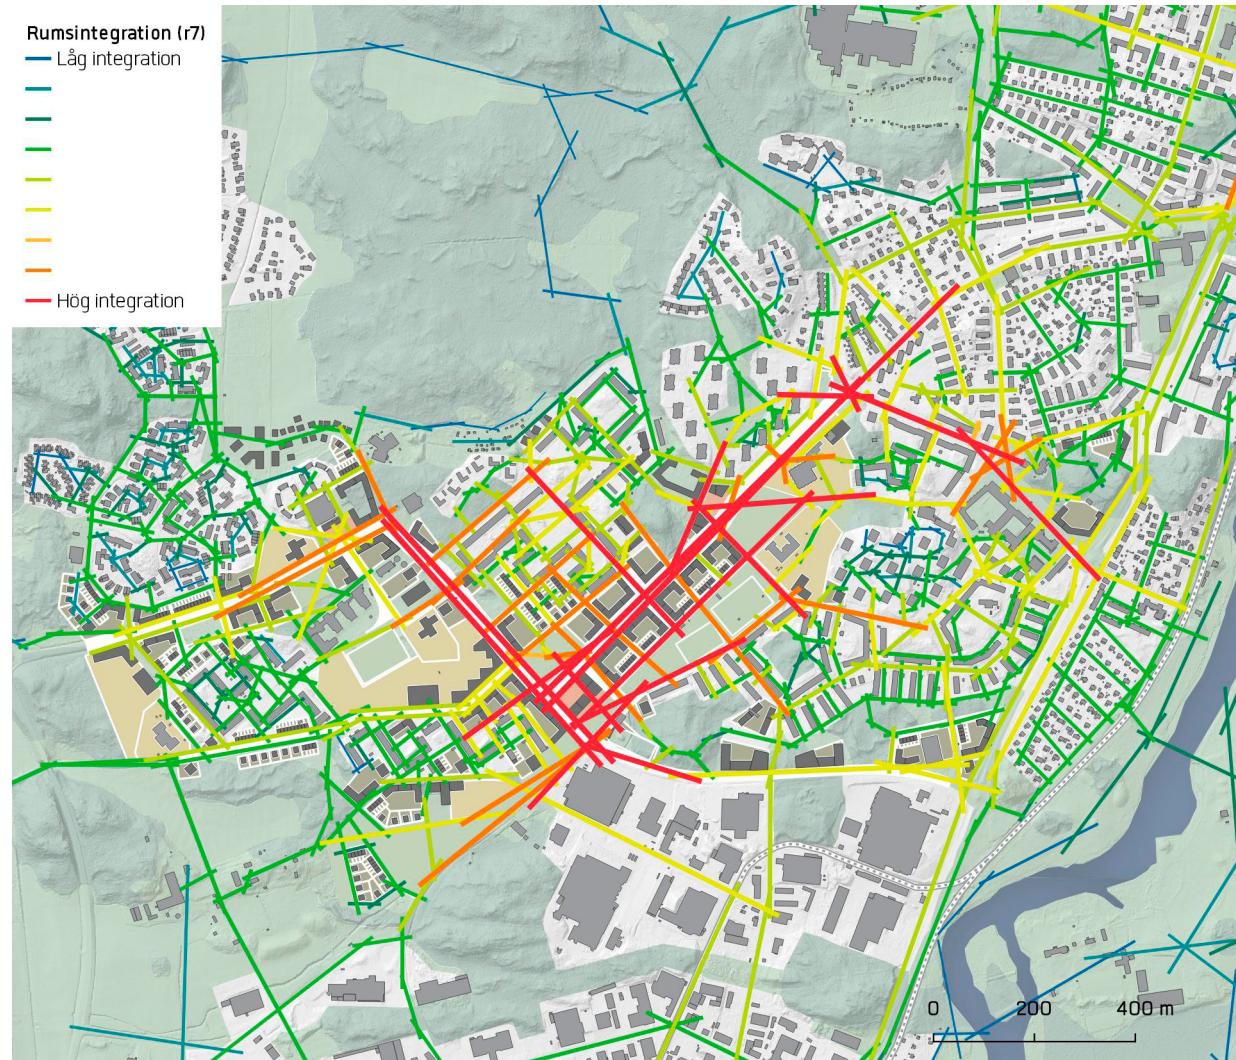 Rumsintegration (r7)
Låg integration
Hög integration
0 200 400 m